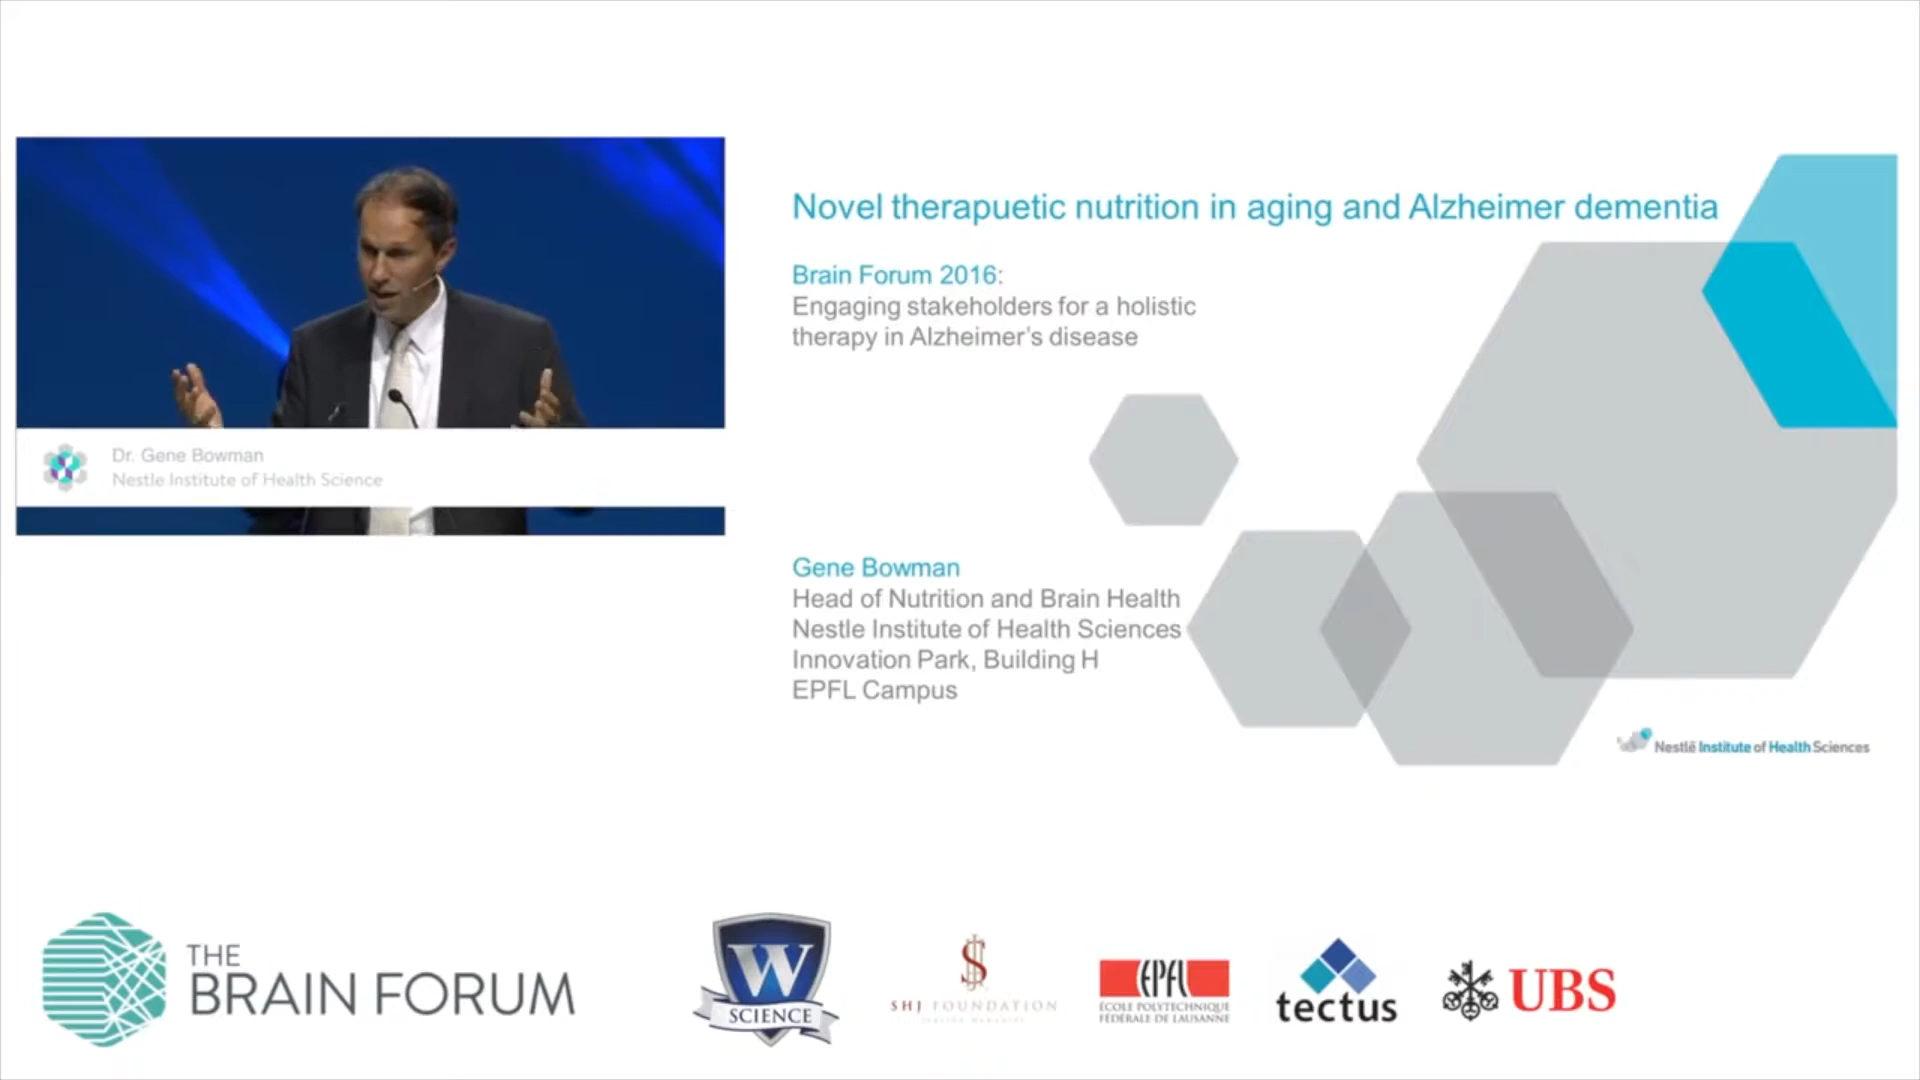 Novel therapuetic nutrition in aging and Alzheimer dementia
Brain Forum 2016:
Engaging stakeholders for a holistic
therapy in Alzheimer's disease
Dr. Gene Bowman
Nestle Institute of Health Science
Gene Bowman
Head of Nutrition and Brain Health
Nestle Institute of Health Sciences
Innovation Park, Building H
EPFL Campus
Nestlé Institute of Health Sciences
THE
BRAIN FORUM
W
SCIENCE
SHJ FOUNDATION
EPFL
ÉCOLE POLYTECHNIQUE
FÉDÉRALE DE LAUSANNE
tectus
UBS